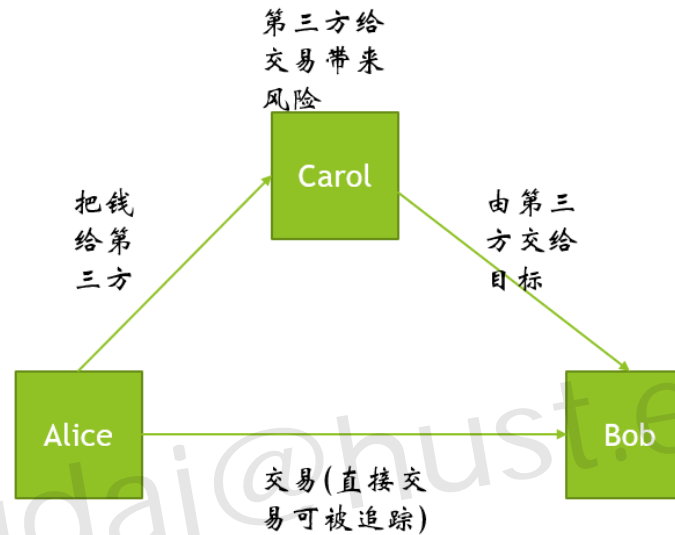 第三方给
交易带来
风险
Carol
把钱
给第
三方
由第三
方交给
目标
Alice
Bob
交易(直接交
易可被追踪)